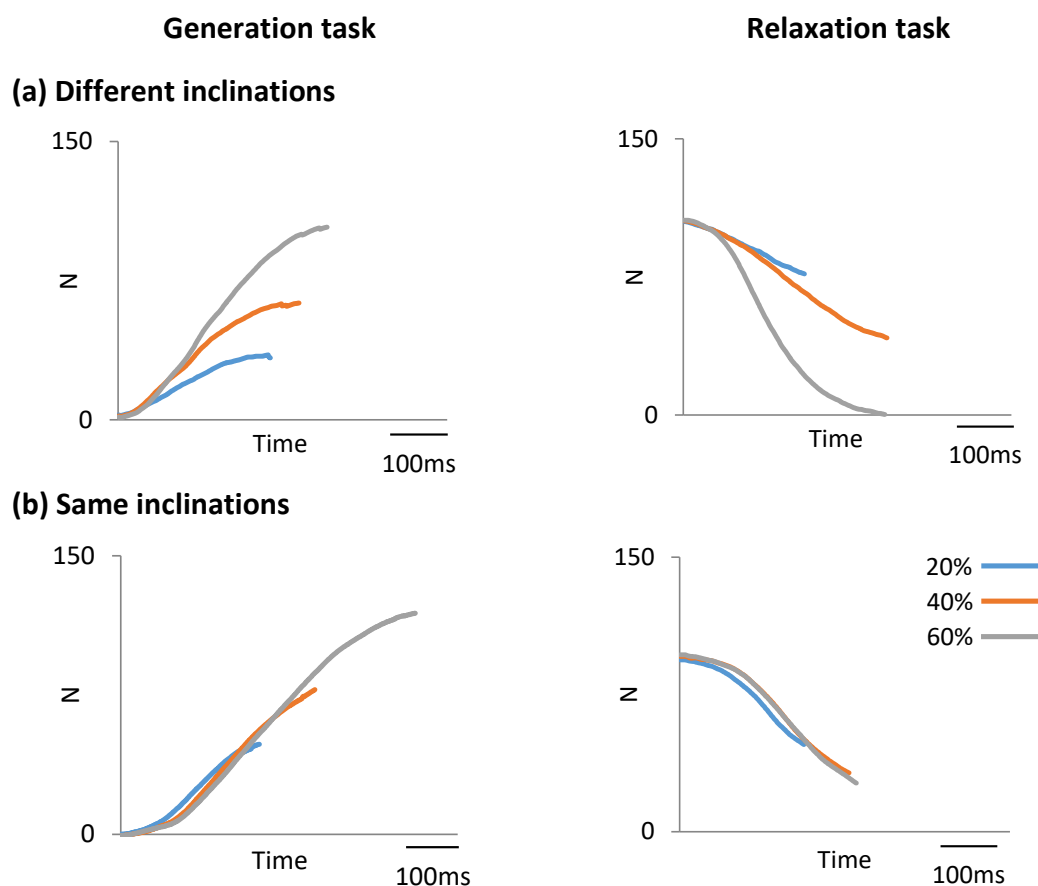 Generation task
Relaxation task
(a) Different inclinations
150
N
0
Time
100ms
150
N
0
Time
100ms
(b) Same inclinations
150
N
0
Time
100ms
150
N
0
Time
100ms
20%
40%
60%